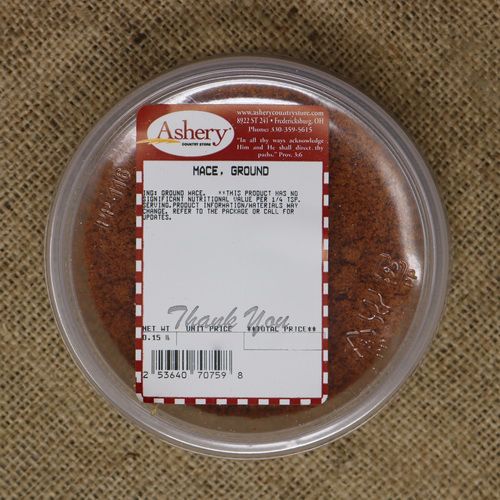 Ashery
COUNTRY STORE
www.asherycountrystore.com
8922 ST 241 • Fredericksburg, OH
Phone: 330-359-5615
"In all thy ways acknowledge
Him and He shall direct thy
paths." Prov. 3:6
MACE, GROUND
ING: GROUND MACE. **THIS PRODUCT HAS NO
SIGNIFICANT NUTRITIONAL VALUE PER 1/4 TSP.
SERVING.PRODUCT INFORMATION/MATERIALS MAY
CHANGE. REFER TO THE PACKAGE OR CALL FOR
UPDATES.
Thank You
NET WT UNIT PRICE **TOTAL PRICE**
0.15 lb
2 53640 70759 8